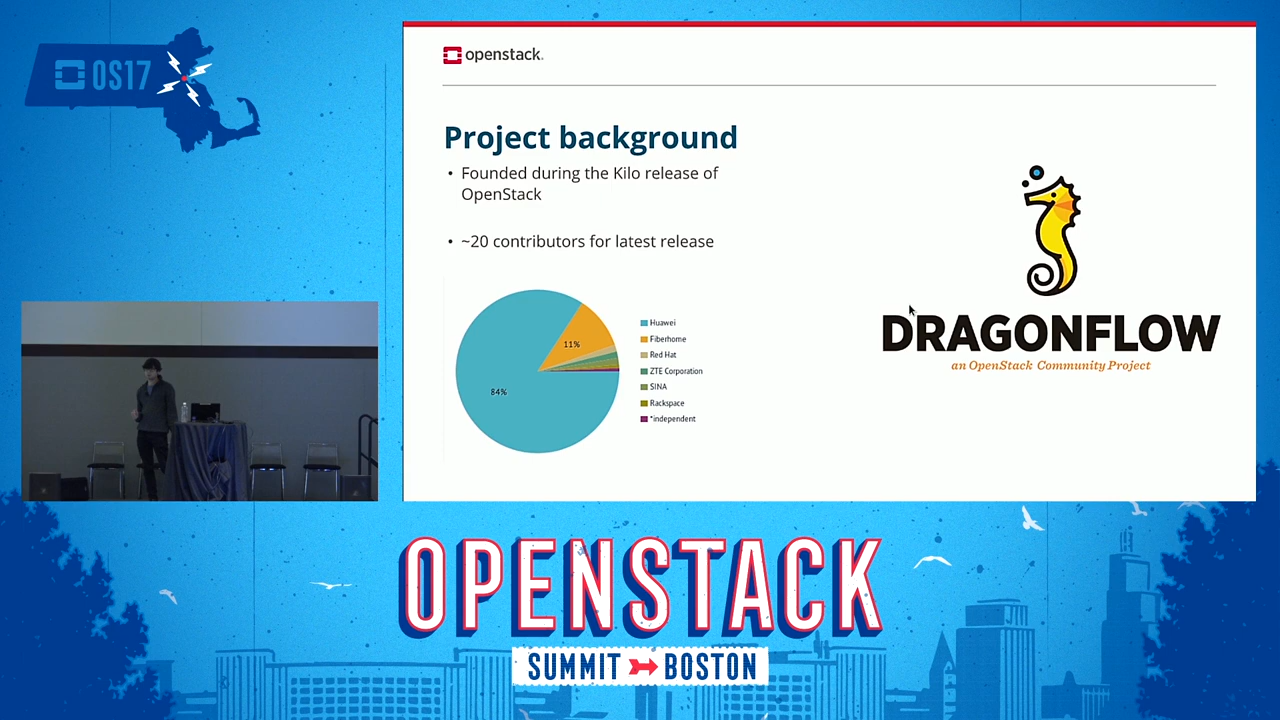 OS17
openstack.
Project background
• Founded during the Kilo release of
OpenStack
• ~20 contributors for latest release
11%
84%
Huawei
Fiberhome
Red Hat
ZTE Corporation
SINA
Rackspace
*independent
DRAGONFLOW
an OpenStack Community Project
OPENSTACK
SUMMIT BOSTON